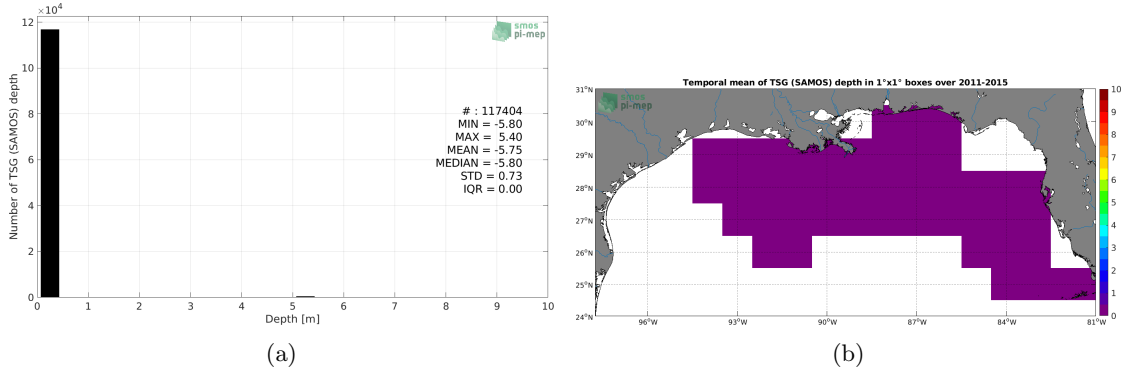 ×10⁴
12
10
8
6
4
2
0
Number of TSG (SAMOS) depth
smos
pi-mep
# : 117404
MIN = -5.80
MAX = 5.40
MEAN = -5.75
MEDIAN = -5.80
STD = 0.73
IQR = 0.00
0 1 2 3 4 5 6 7 8 9 10
Depth [m]
(a)
Temporal mean of TSG (SAMOS) depth in 1°x1° boxes over 2011-2015
smos
pi-mep
31°N
30°N
29°N
28°N
27°N
26°N
25°N
24°N
96°W 93°W 90°W 87°W 84°W 81°W
10
9
8
7
6
5
4
3
2
1
0
(b)